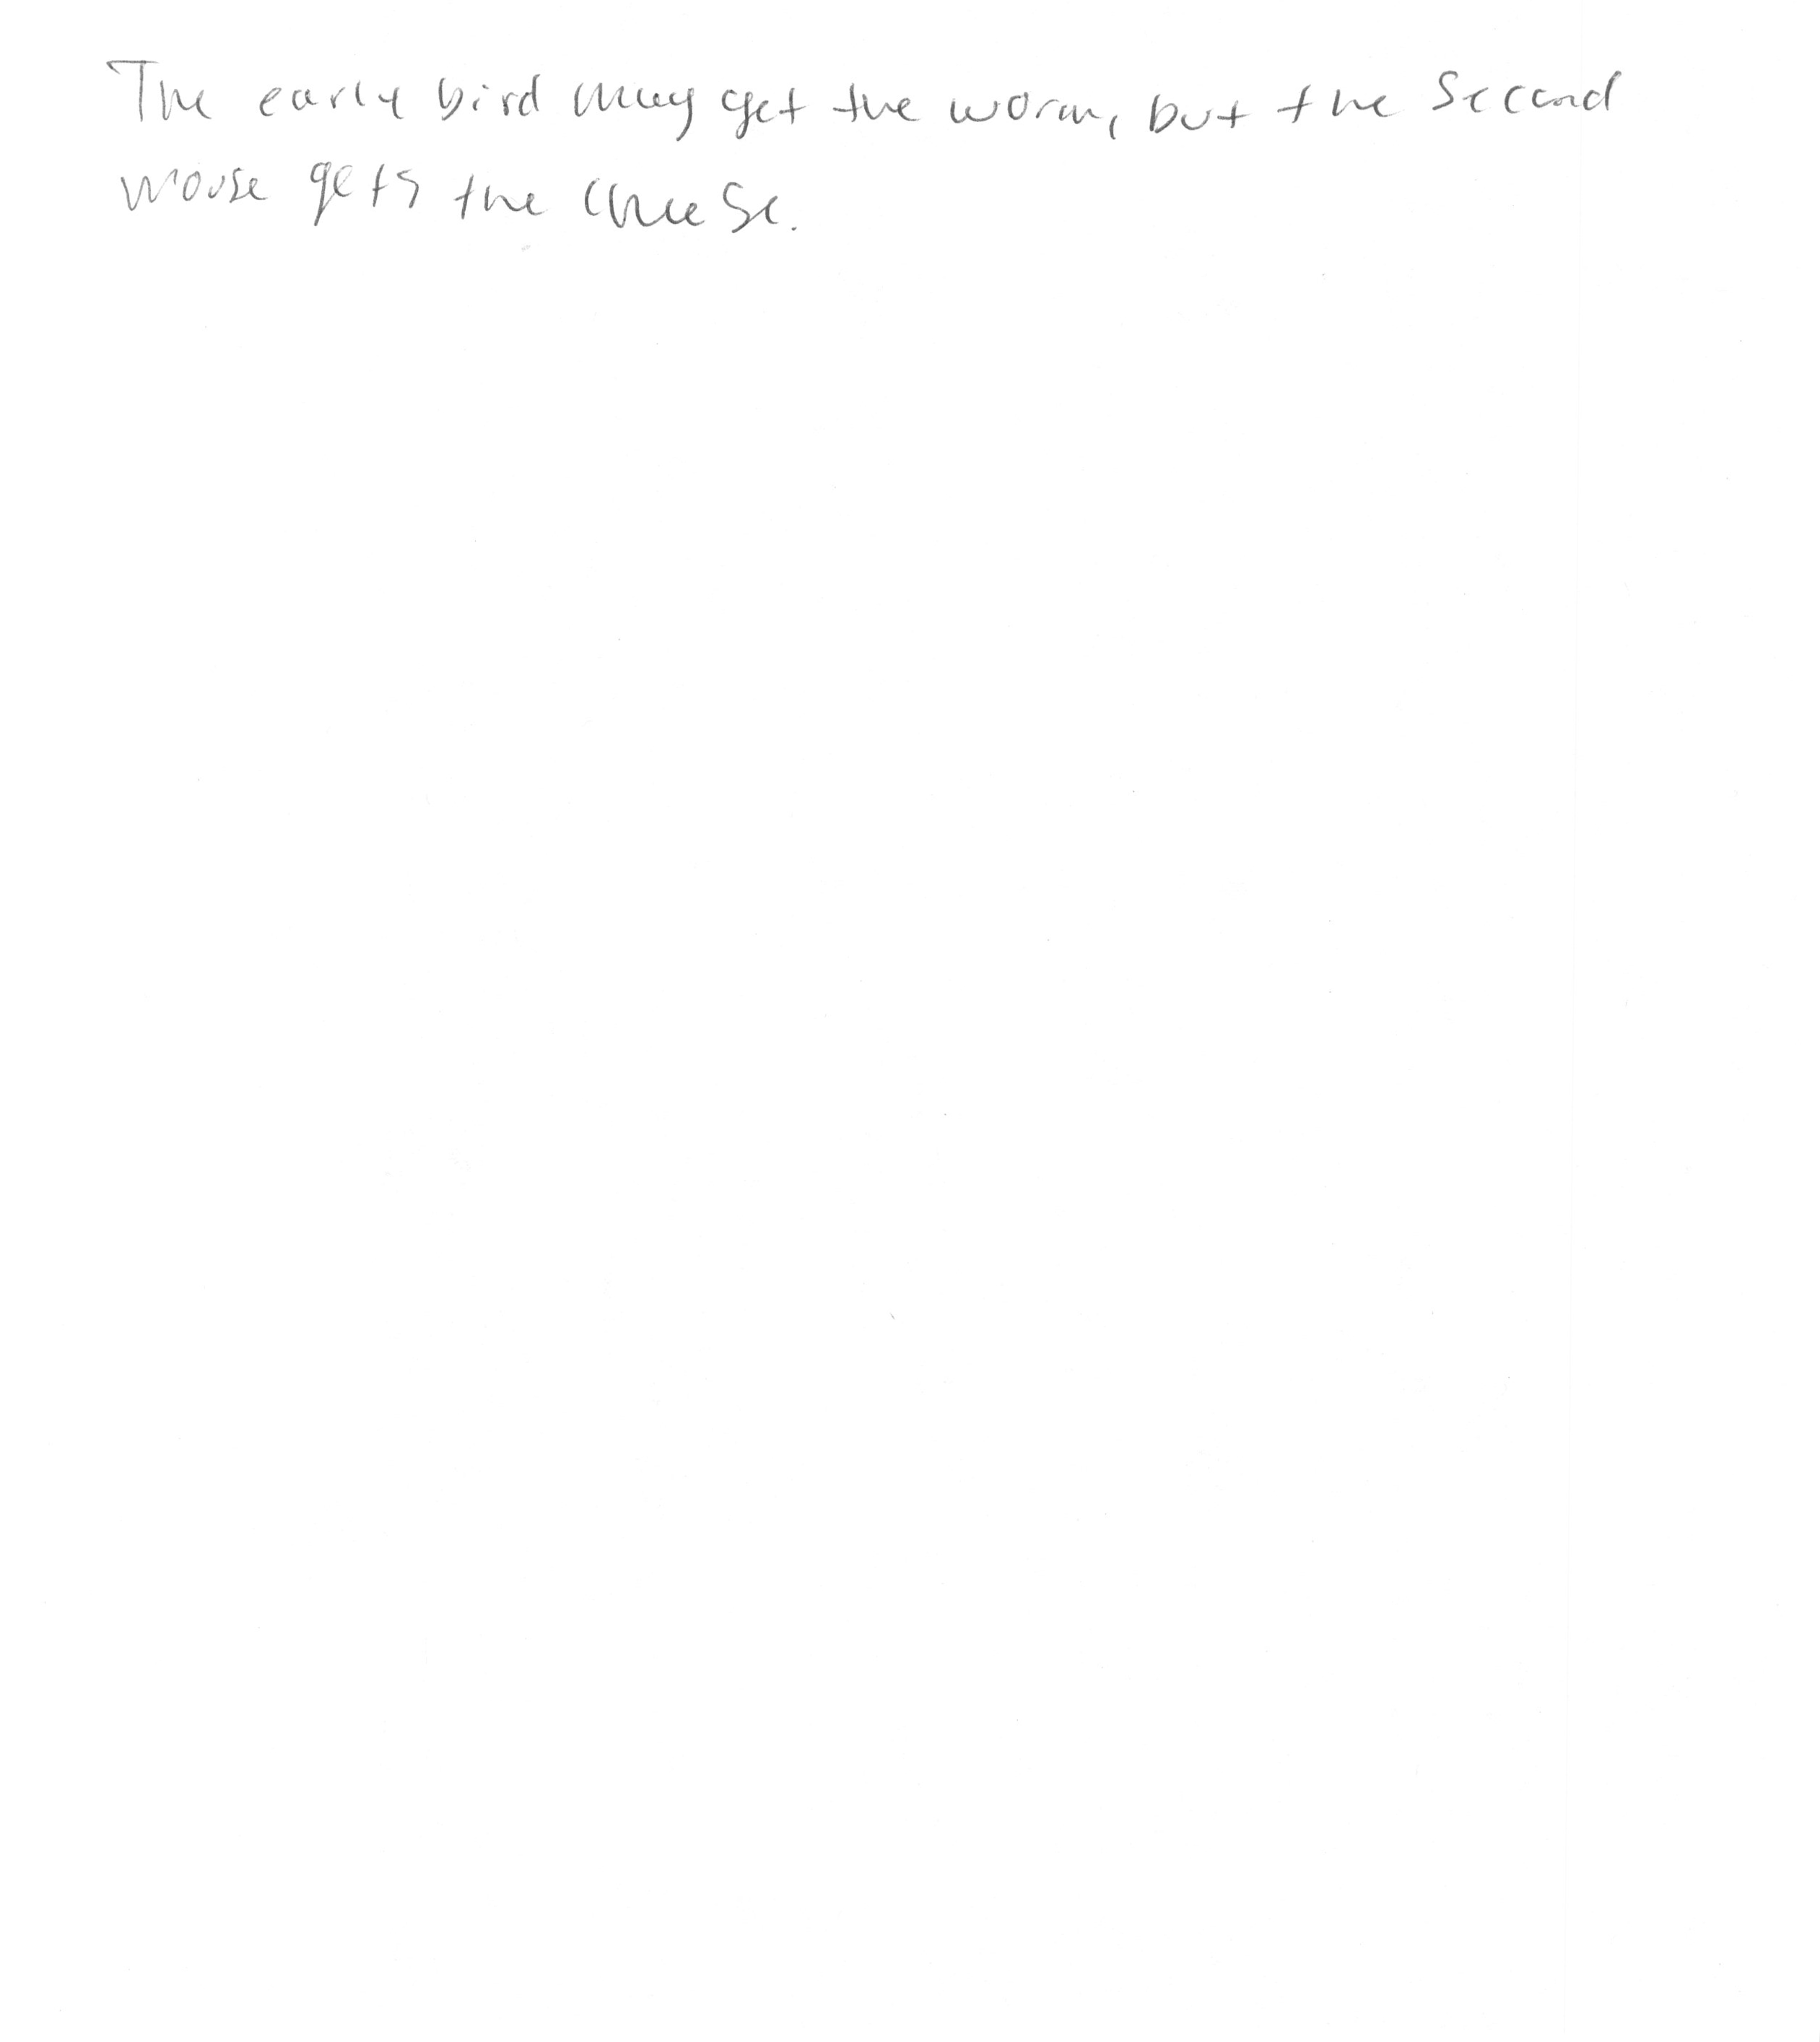 The early bird may get the worm, but the second
mouse gets the cheese.